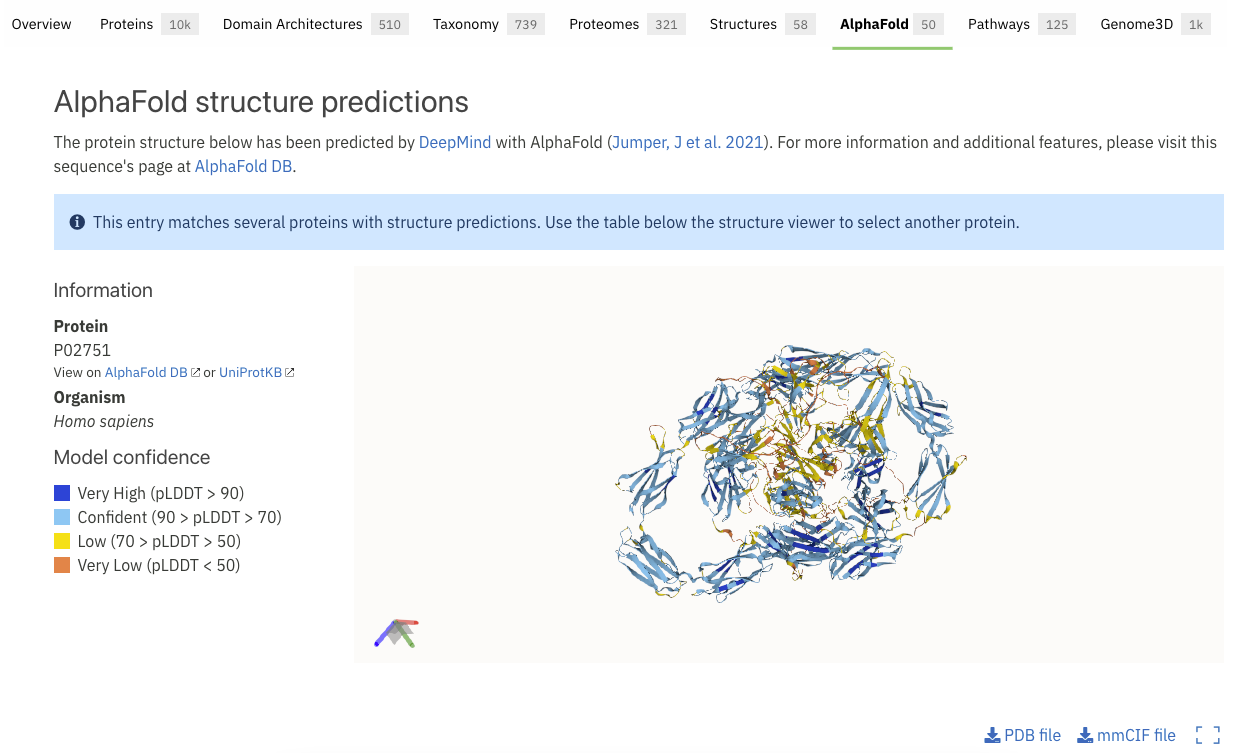 Overview Proteins 10k Domain Architectures 510 Taxonomy 739 Proteomes 321 Structures 58 AlphaFold 50 Pathways 125 Genome3D 1k
AlphaFold structure predictions
The protein structure below has been predicted by DeepMind with AlphaFold (Jumper, J et al. 2021). For more information and additional features, please visit this
sequence's page at AlphaFold DB.
This entry matches several proteins with structure predictions. Use the table below the structure viewer to select another protein.
Information
Protein
P02751
View on AlphaFold DB or UniProtKB
Organism
Homo sapiens
Model confidence
Very High (pLDDT > 90)
Confident (90 > pLDDT > 70)
Low (70 > pLDDT > 50)
Very Low (pLDDT < 50)
PDB file mmCIF file